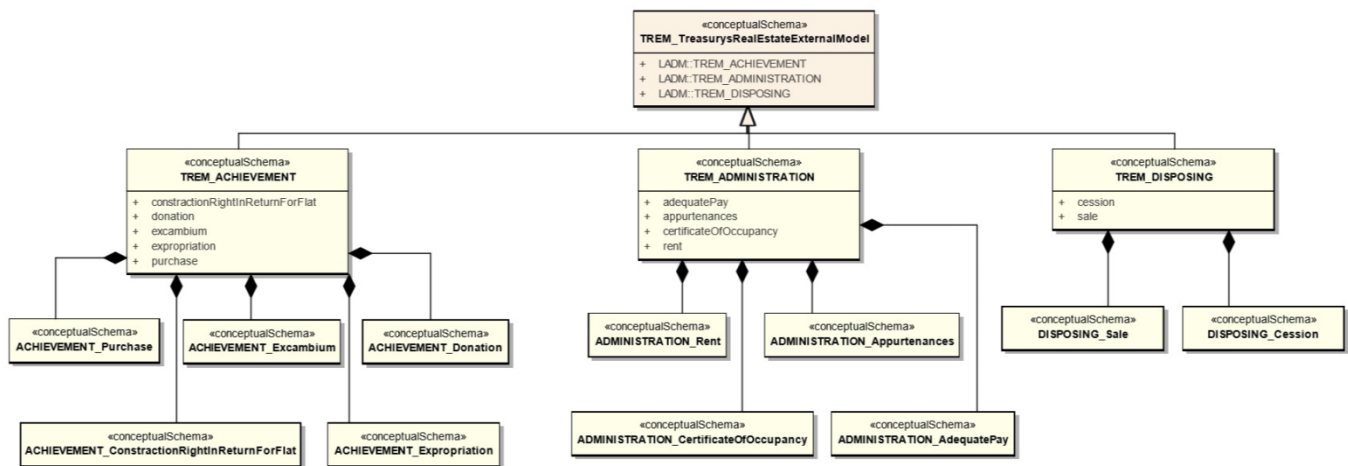 «conceptualSchema»
TREM_TreasurysRealEstateExternalModel
+ LADM::TREM_ACHIEVEMENT
+ LADM::TREM_ADMINISTRATION
+ LADM::TREM_DISPOSING
«conceptualSchema»
TREM_ACHIEVEMENT
+ constractionRightInReturnForFlat
+ donation
+ excambium
+ expropriation
+ purchase
«conceptualSchema»
TREM_ADMINISTRATION
+ adequatePay
+ appurtenances
+ certificateOfOccupancy
+ rent
«conceptualSchema»
TREM_DISPOSING
+ cession
+ sale
«conceptualSchema»
ACHIEVEMENT_Purchase
«conceptualSchema»
ACHIEVEMENT_Excambium
«conceptualSchema»
ACHIEVEMENT_Donation
«conceptualSchema»
ADMINISTRATION_Rent
«conceptualSchema»
ADMINISTRATION_Appurtenances
«conceptualSchema»
DISPOSING_Sale
«conceptualSchema»
DISPOSING_Cession
«conceptualSchema»
ACHIEVEMENT_ConstractionRightInReturnForFlat
«conceptualSchema»
ACHIEVEMENT_Expropriation
«conceptualSchema»
ADMINISTRATION_CertificateOfOccupancy
«conceptualSchema»
ADMINISTRATION_AdequatePay